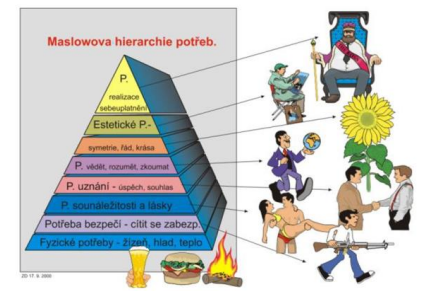 Maslowova hierarchie potřeb.
P.
realizace
sebeuplatnění
Estetické P.-
symetrie, řád, krása
P. vědět, rozumět, zkoumat
P. uznání - úspěch, souhlas
P. sounáležitosti a lásky
Potřeba bezpečí - cítit se zabezp.
Fyzické potřeby - žízeň, hlad, teplo